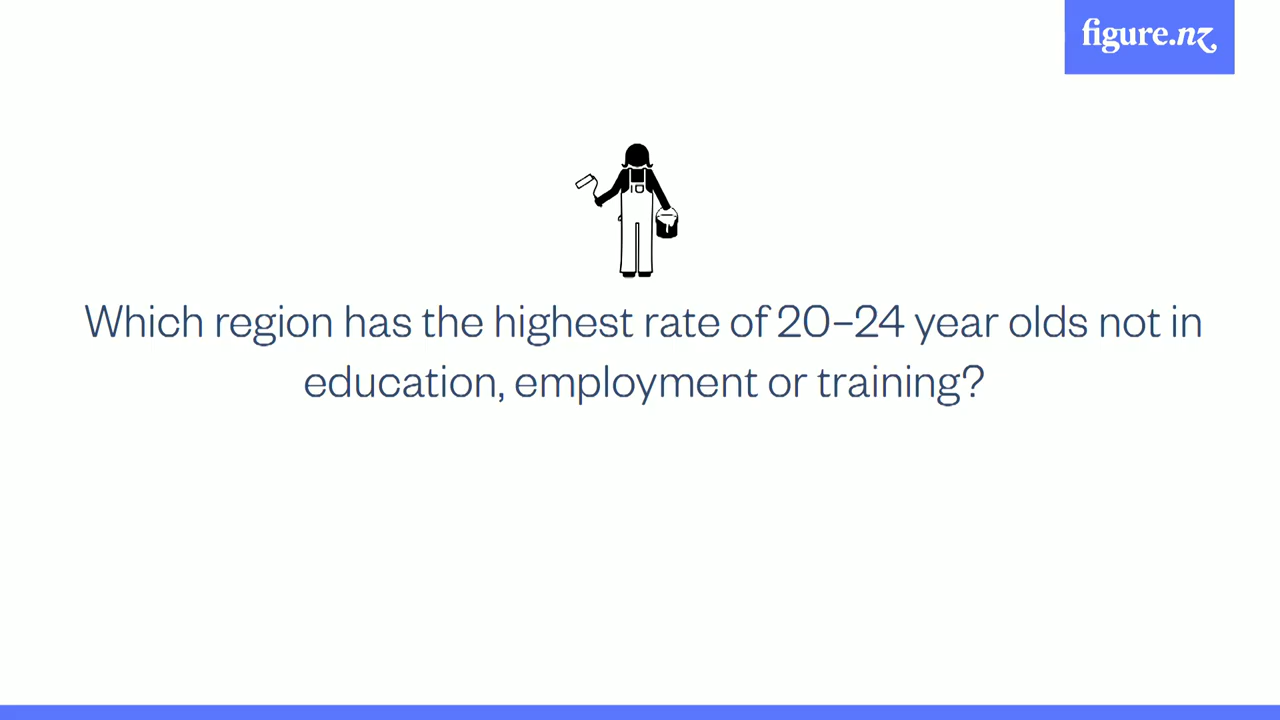 figure.nz
Which region has the highest rate of 20–24 year olds not in
education, employment or training?